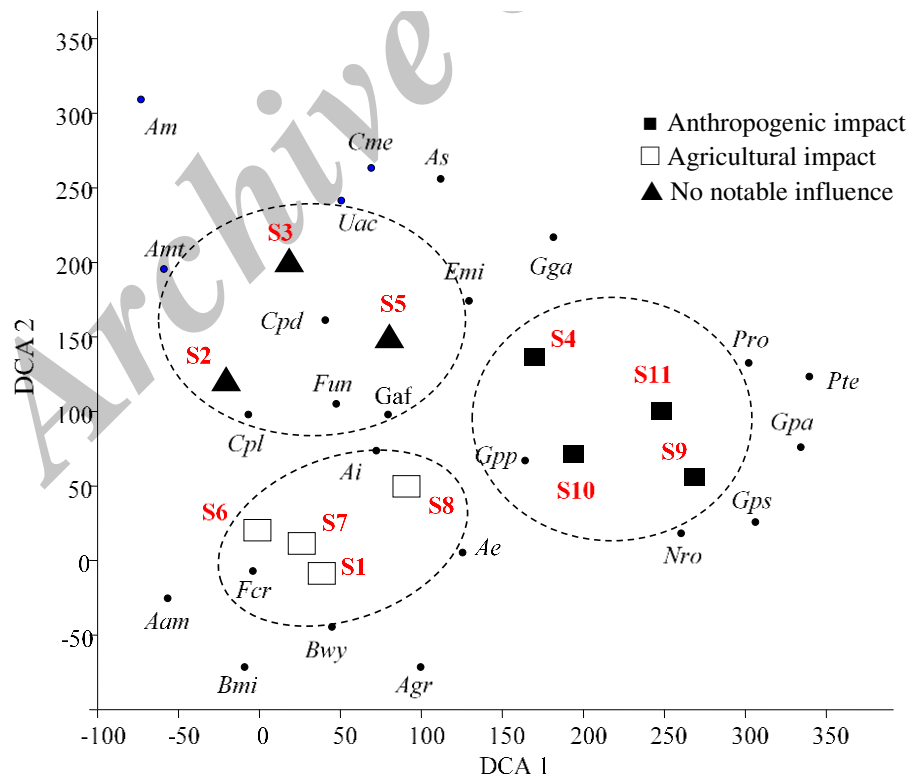 Archive
350
300
250
200
150
100
50
0
-50
DCA 2
Anthropogenic impact
Agricultural impact
No notable influence
Am
Cme
As
Uac
S3
Amt
Emi
Gga
S5
Cpd
S2
S4
Pro
Fun
Gaf
S11
Pte
Cpl
Gpa
Ai
Gpp
S9
S10
Gps
S6
S7
S8
S1
Ae
Nro
Fcr
Aam
Bwy
Bmi
Agr
-100 -50 0 50 100 150 200 250 300 350
DCA 1